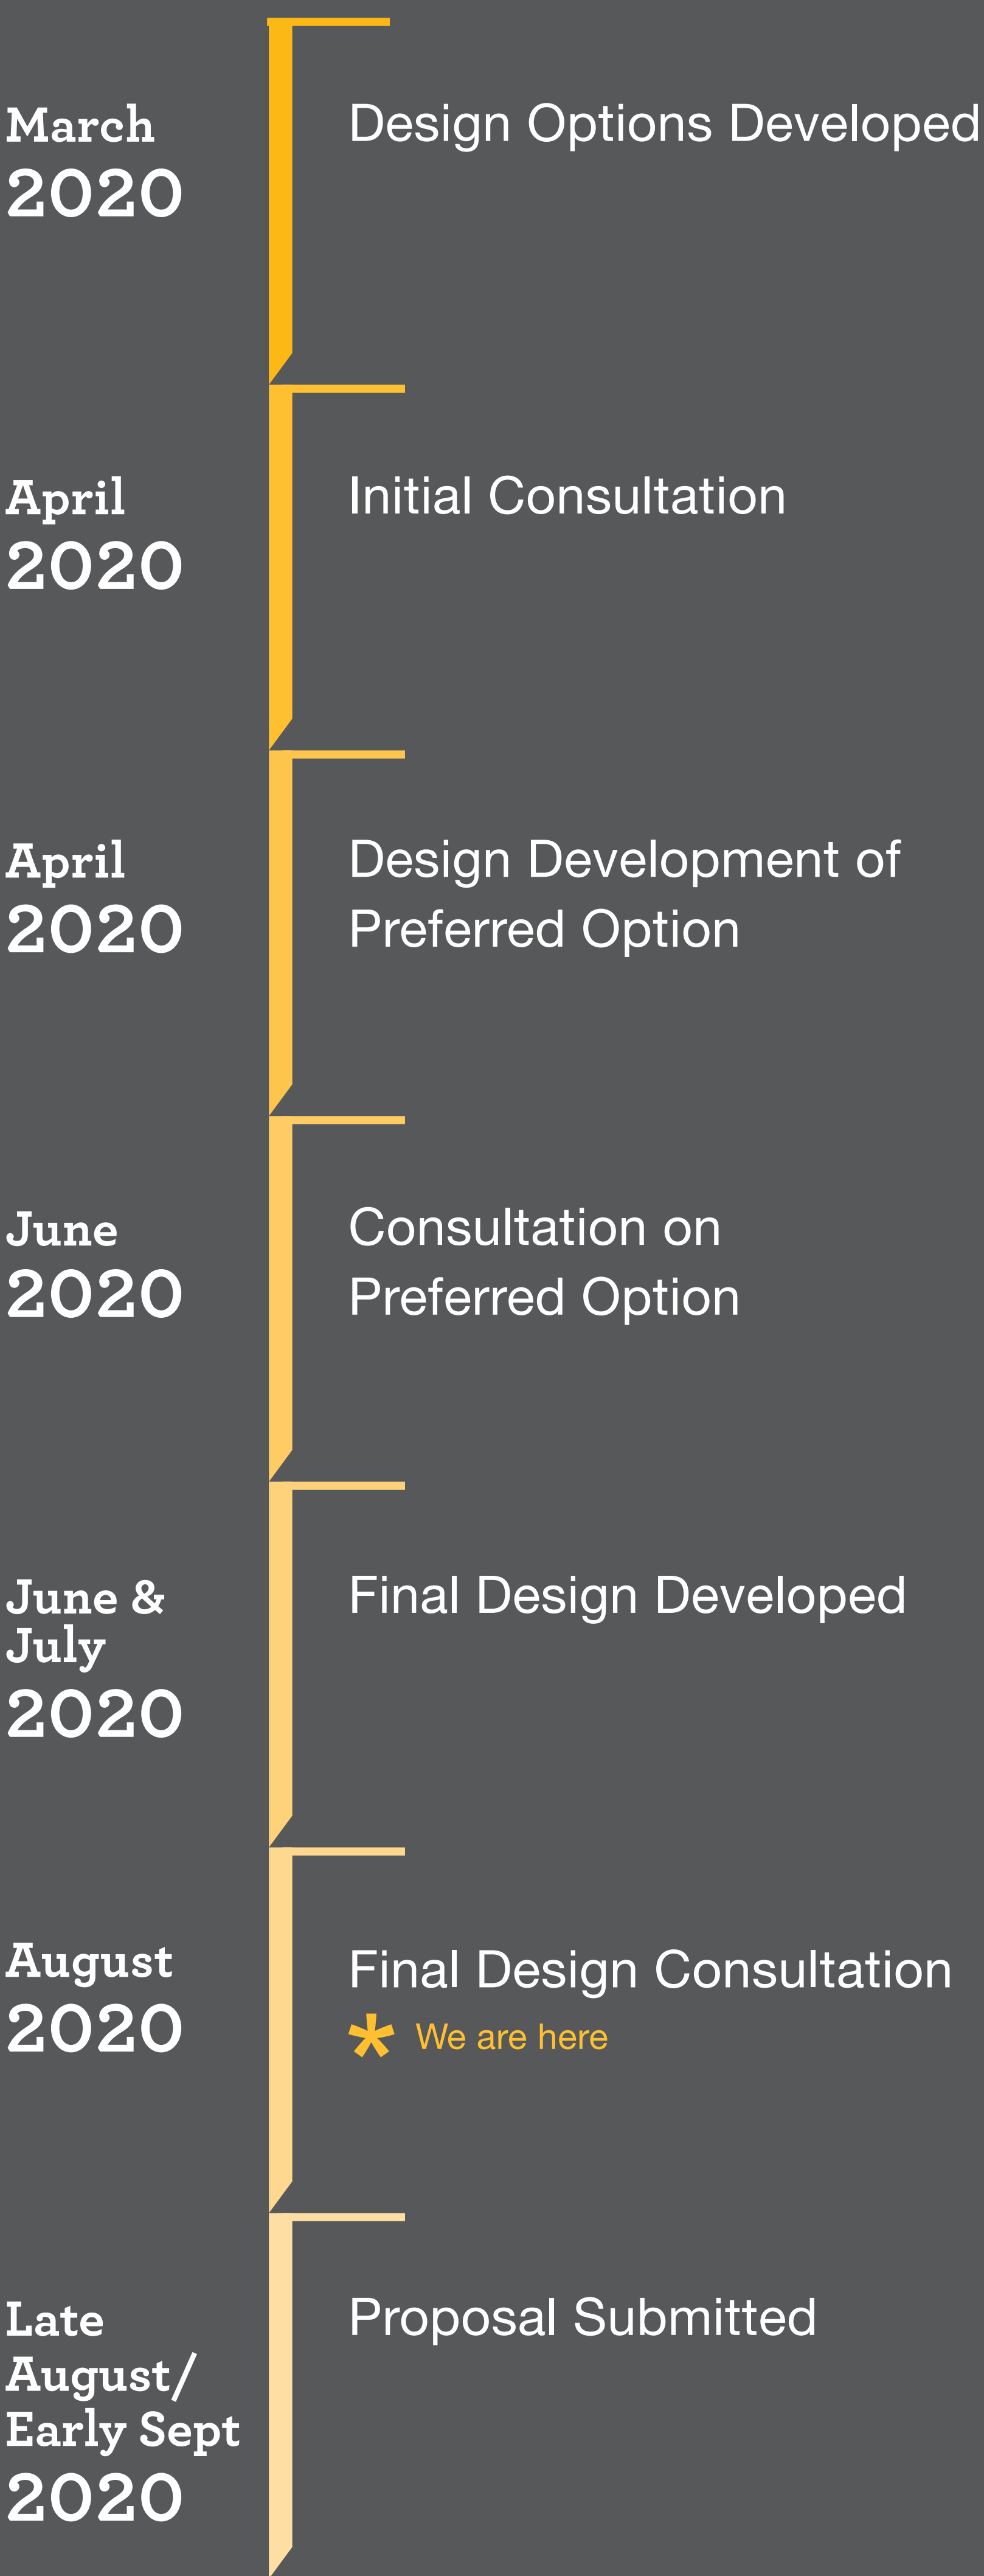 March
2020
Design Options Developed
April
2020
Initial Consultation
April
2020
Design Development of
Preferred Option
June
2020
Consultation on
Preferred Option
June &
July
2020
Final Design Developed
August
2020
Final Design Consultation
* We are here
Late
August/
Early Sept
2020
Proposal Submitted